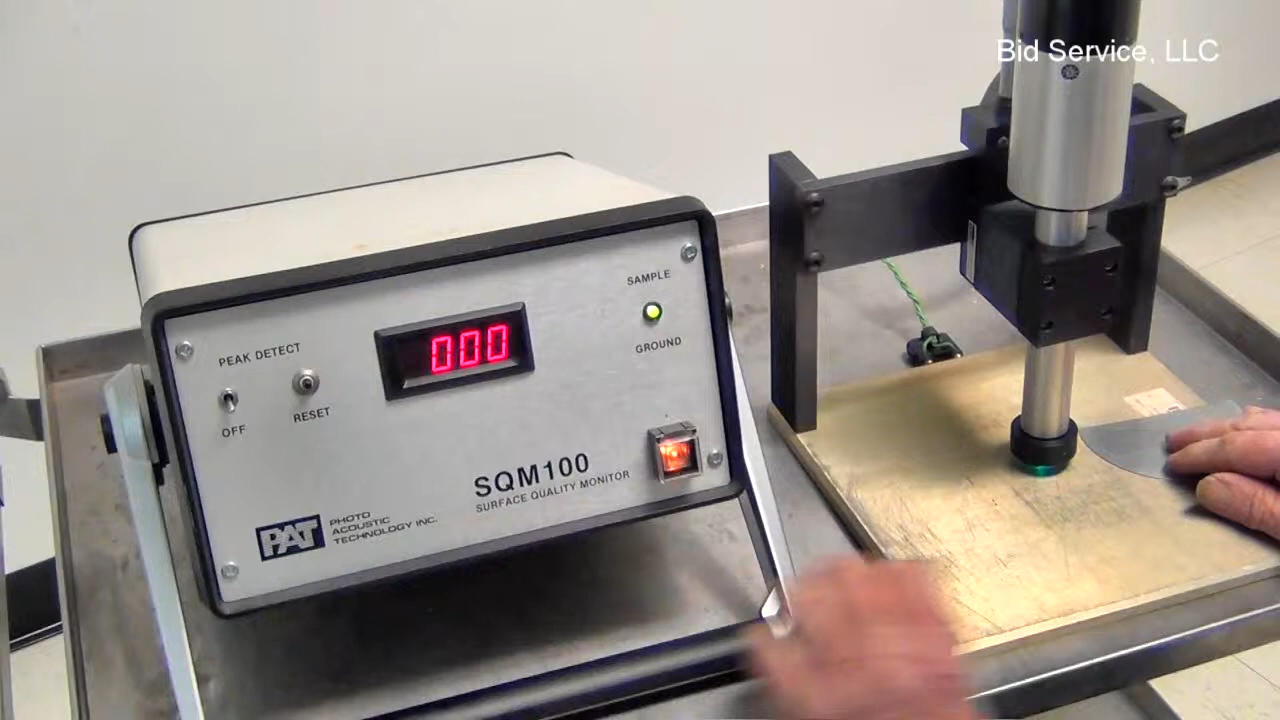 Bid Service, LLC
SAMPLE
GROUND
PEAK DETECT
OFF
RESET
000
SQM100
SURFACE QUALITY MONITOR
PAT
PHOTO
ACOUSTIC
TECHNOLOGY INC.